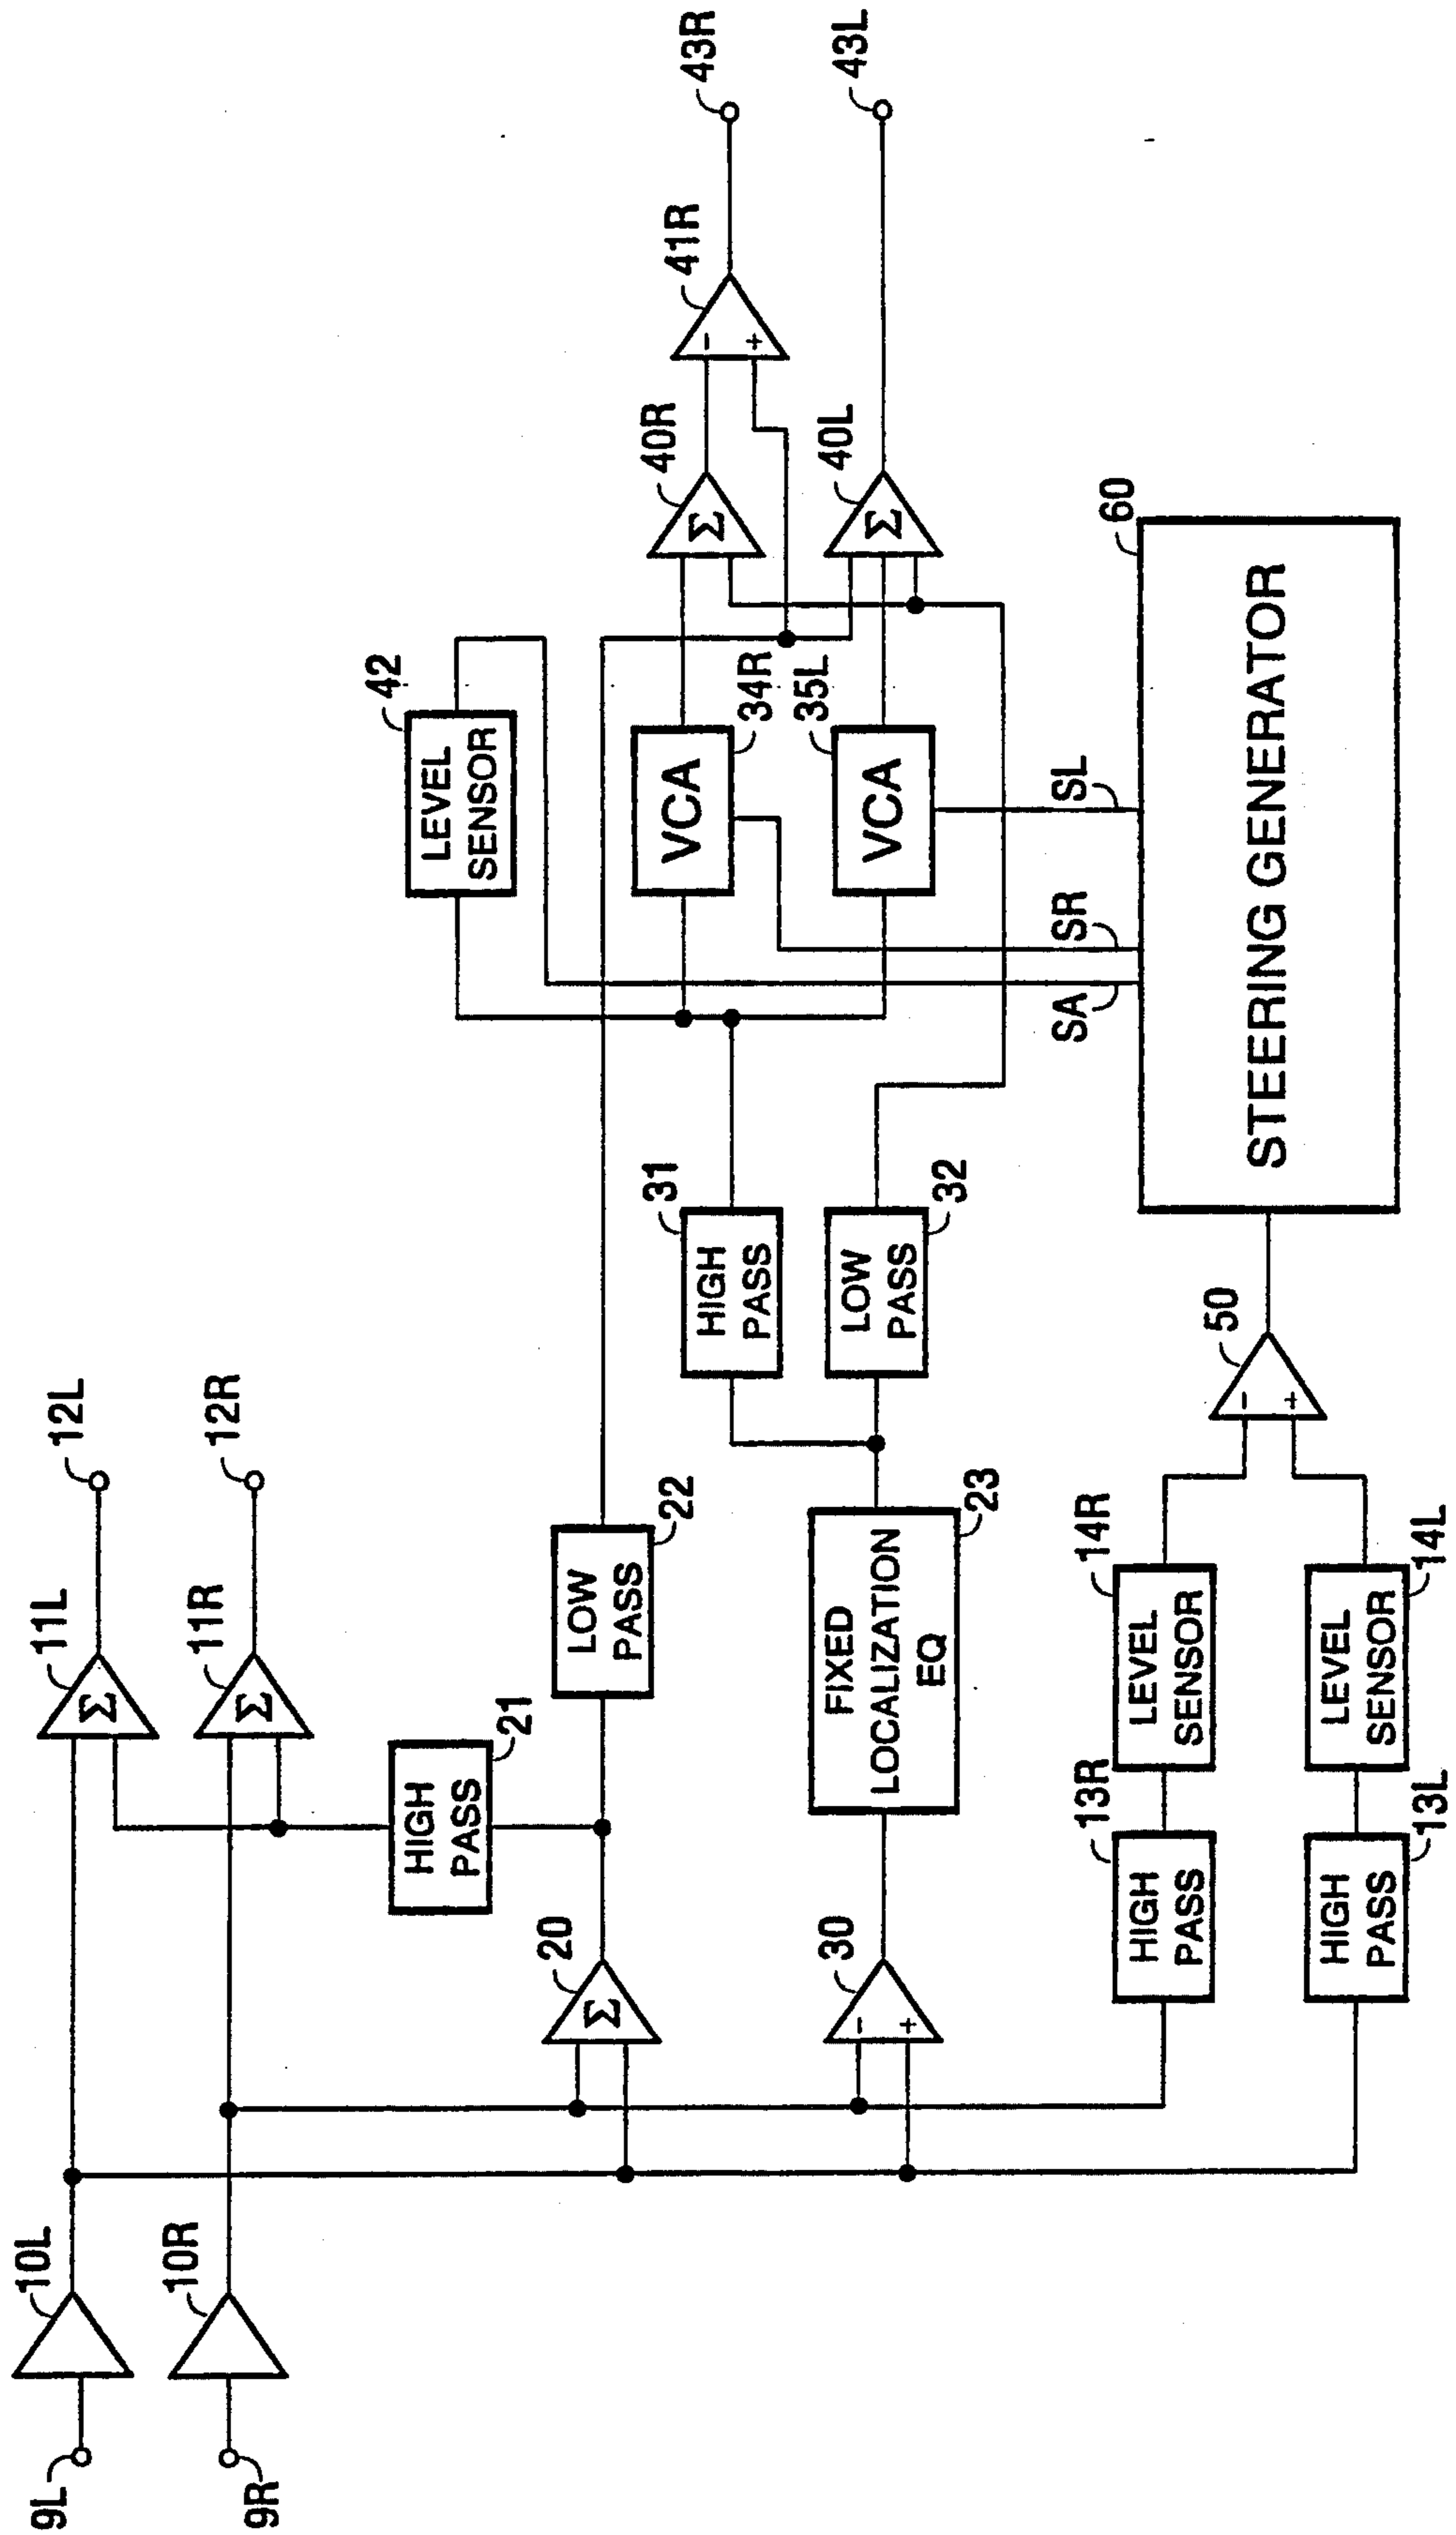 9L
10L
11L
12L
9R
10R
11R
12R
Σ
Σ
HIGH
PASS
21
20
Σ
LOW
PASS
22
LEVEL
SENSOR
42
30
−
+
FIXED
LOCALIZATION
EQ
23
HIGH
PASS
31
LOW
PASS
32
VCA
34R
VCA
35L
40R
Σ
40L
Σ
41R
−
+
43R
43L
13R
HIGH
PASS
14R
LEVEL
SENSOR
HIGH
PASS
13L
LEVEL
SENSOR
14L
50
−
+
SA
SR
SL
60
STEERING GENERATOR